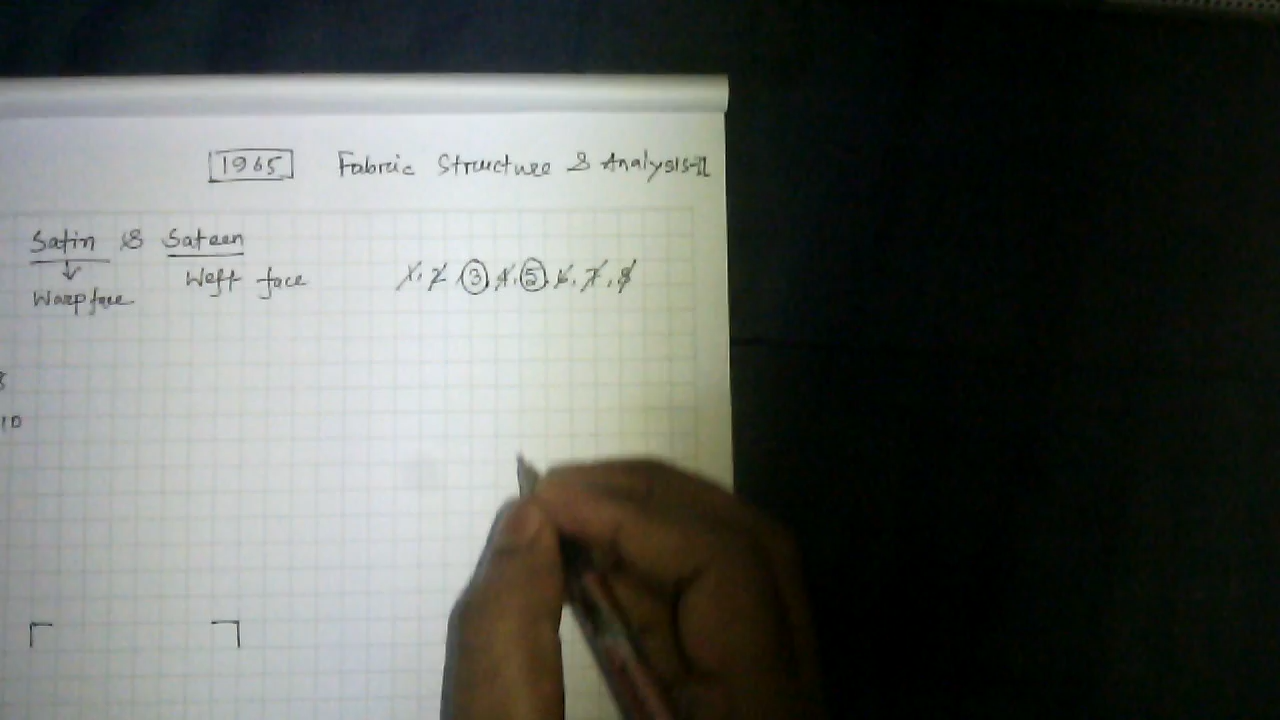 1965 Fabric Structure & Analysis-II
Satin & Sateen
Weft face 1, 2, 3, 4, 5, 6, 7, 8
Warp face
8
10